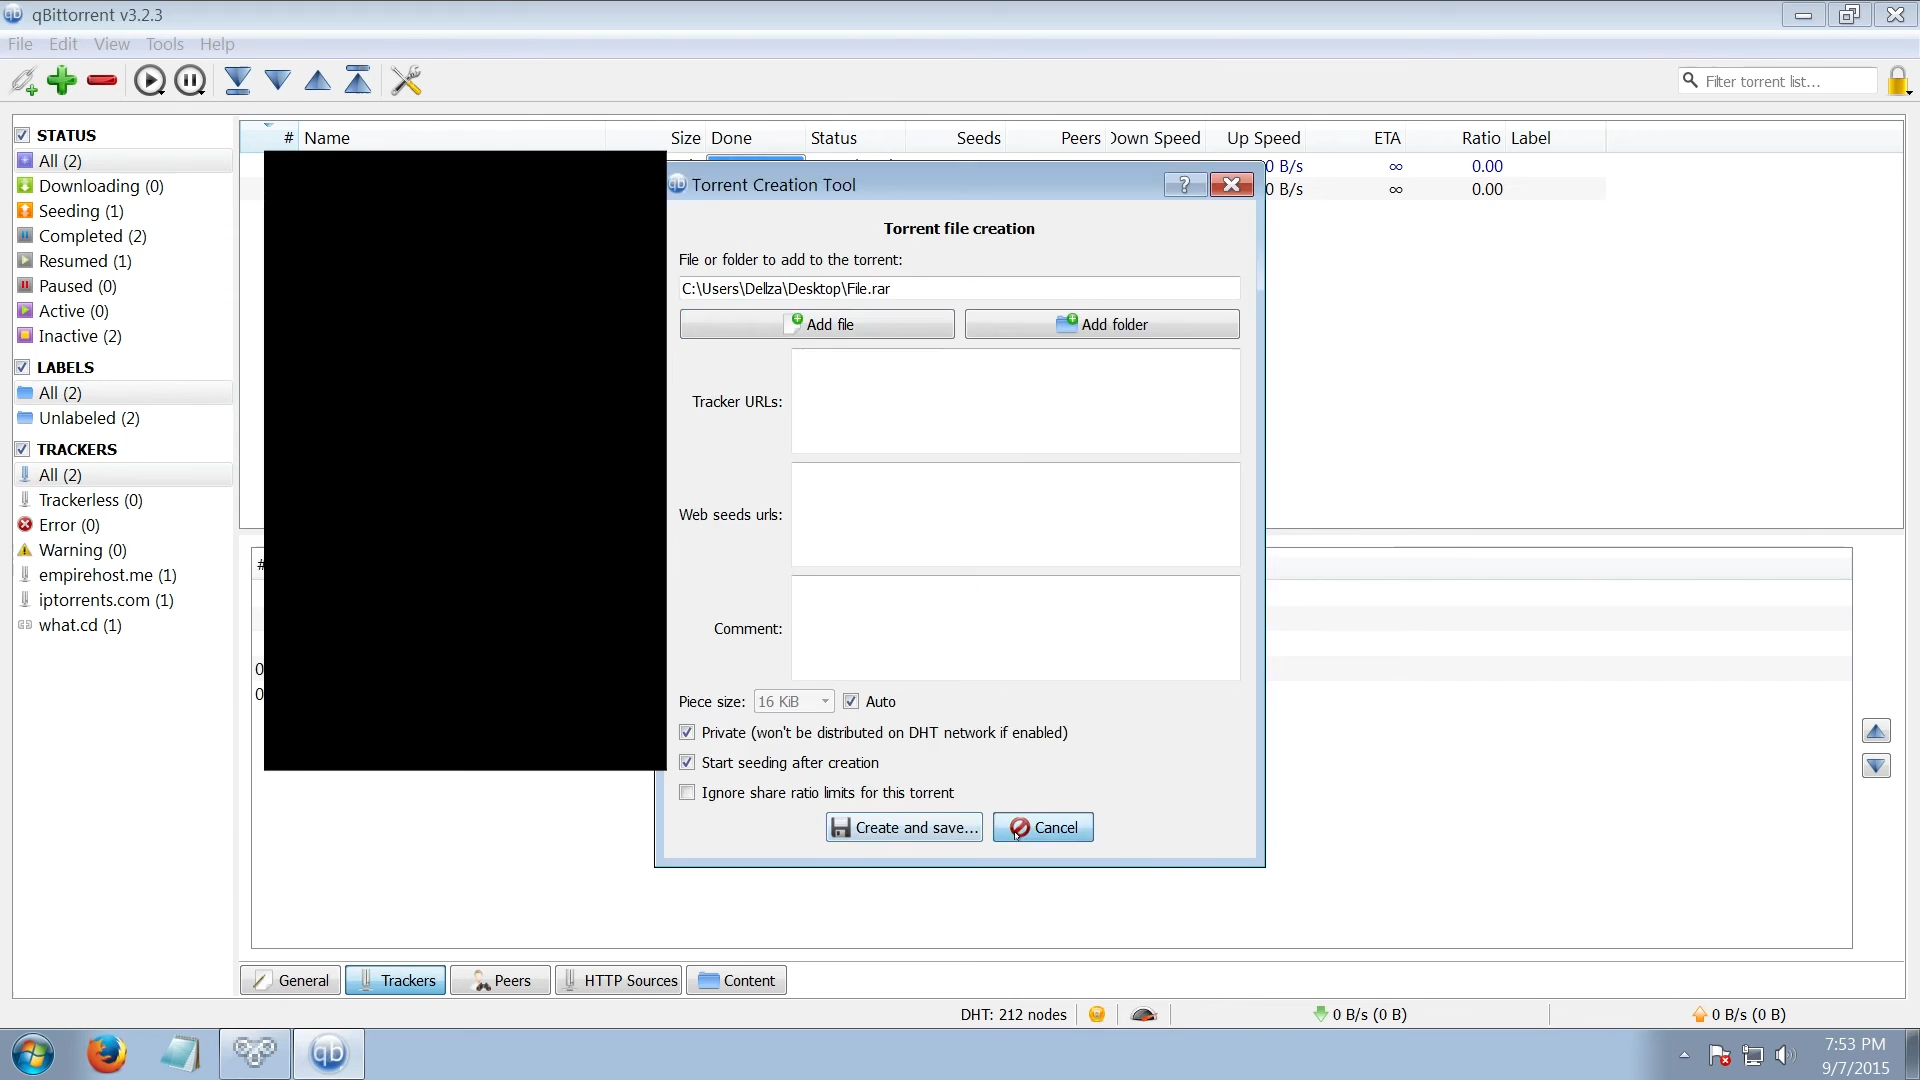 qBittorrent v3.2.3
File Edit View Tools Help
Filter torrent list...
STATUS
All (2)
Downloading (0)
Seeding (1)
Completed (2)
Resumed (1)
Paused (0)
Active (0)
Inactive (2)
LABELS
All (2)
Unlabeled (2)
TRACKERS
All (2)
Trackerless (0)
Error (0)
Warning (0)
empirehost.me (1)
iptorrents.com (1)
what.cd (1)
# Name Size Done Status Seeds Peers Down Speed Up Speed ETA Ratio Label
0 B/s ∞ 0.00
0 B/s ∞ 0.00
#
0
0
Torrent Creation Tool
?
Torrent file creation
File or folder to add to the torrent:
C:\Users\Dellza\Desktop\File.rar
Add file Add folder
Tracker URLs:
Web seeds urls:
Comment:
Piece size: 16 KiB Auto
Private (won't be distributed on DHT network if enabled)
Start seeding after creation
Ignore share ratio limits for this torrent
Create and save... Cancel
General Trackers Peers HTTP Sources Content
DHT: 212 nodes 0 B/s (0 B) 0 B/s (0 B)
qb
7:53 PM
9/7/2015